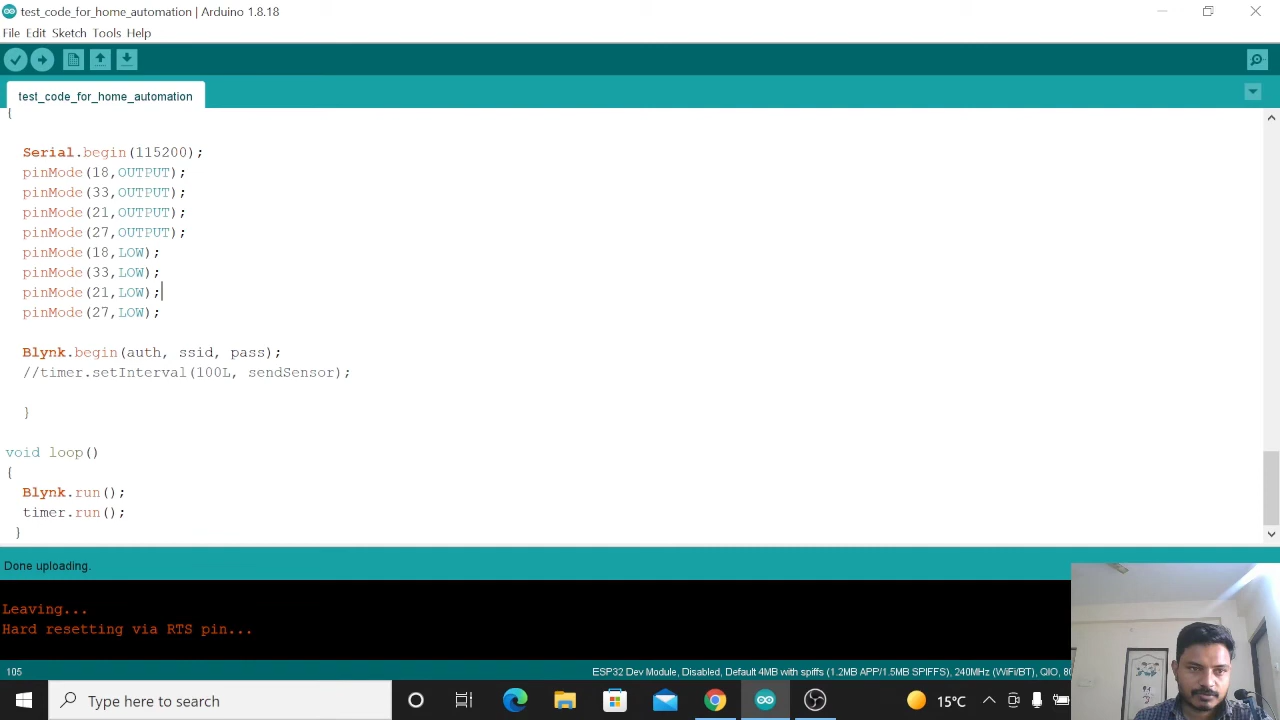 test_code_for_home_automation | Arduino 1.8.18
File Edit Sketch Tools Help
test_code_for_home_automation
{
Serial.begin(115200);
pinMode(18,OUTPUT);
pinMode(33,OUTPUT);
pinMode(21,OUTPUT);
pinMode(27,OUTPUT);
pinMode(18,LOW);
pinMode(33,LOW);
pinMode(21,LOW);
pinMode(27,LOW);
Blynk.begin(auth, ssid, pass);
//timer.setInterval(100L, sendSensor);
}
void loop()
{
Blynk.run();
timer.run();
}
Done uploading.
Leaving...
Hard resetting via RTS pin...
105 ESP32 Dev Module, Disabled, Default 4MB with spiffs (1.2MB APP/1.5MB SPIFFS), 240MHz (WiFi/BT), QIO, 80
Type here to search 15°C